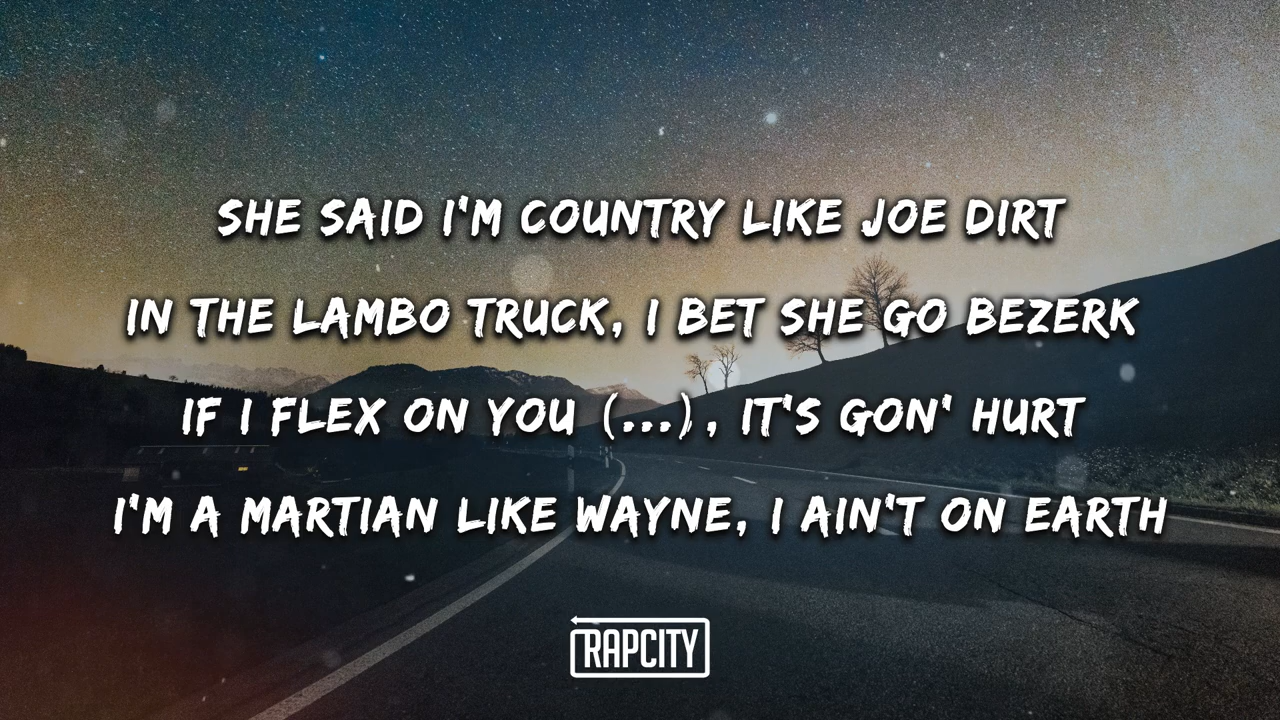 SHE SAID I'M COUNTRY LIKE JOE DIRT
IN THE LAMBO TRUCK, I BET SHE GO BEZERK
IF I FLEX ON YOU (...), IT'S GON' HURT
I'M A MARTIAN LIKE WAYNE, I AIN'T ON EARTH
RAPCITY